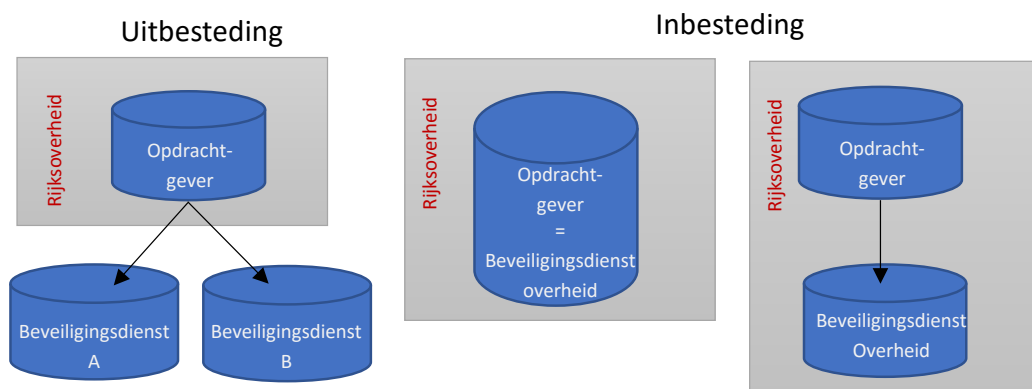 Uitbesteding
Rijksoverheid
Opdracht-
gever
Beveiligingsdienst
A
Beveiligingsdienst
B
Inbesteding
Rijksoverheid
Opdracht-
gever
=
Beveiligingsdienst
overheid
Rijksoverheid
Opdracht-
gever
Beveiligingsdienst
Overheid